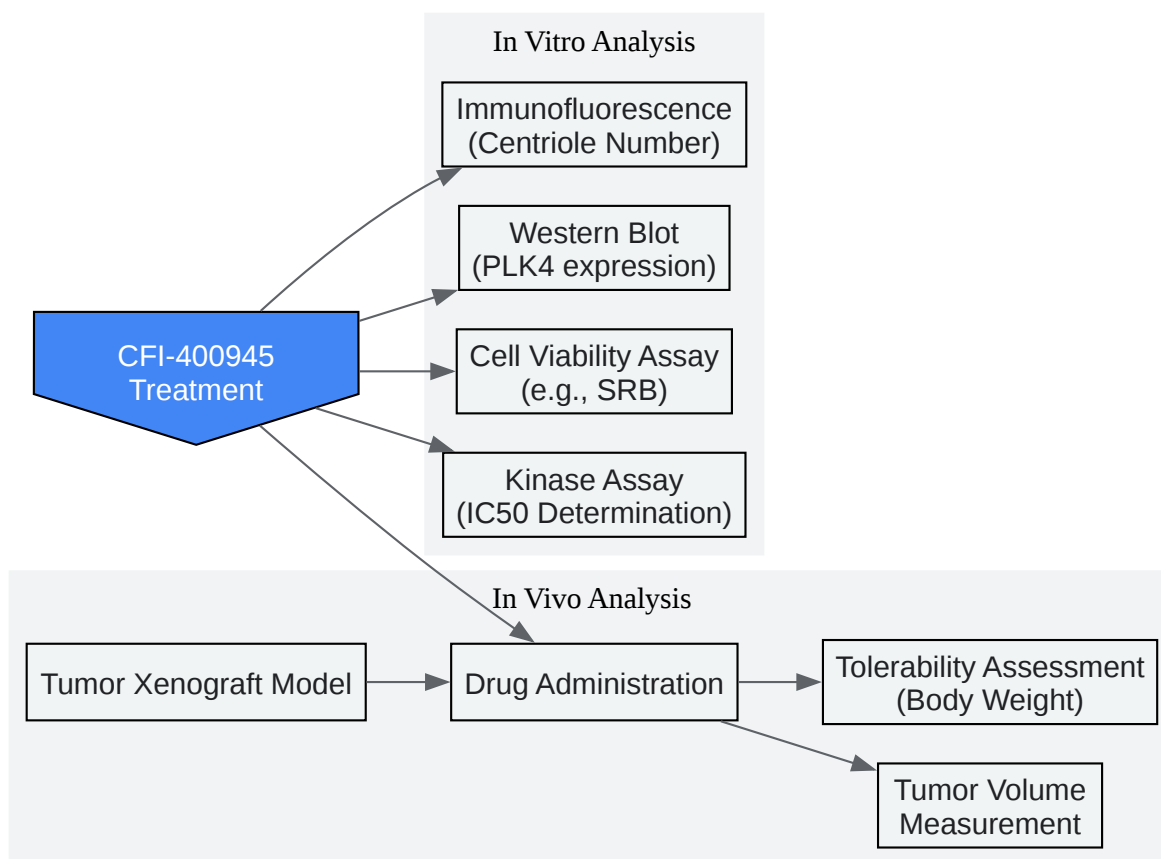 In Vitro Analysis
Immunofluorescence
(Centriole Number)
Western Blot
(PLK4 expression)
CFI-400945
Treatment
Cell Viability Assay
(e.g., SRB)
Kinase Assay
(IC50 Determination)
In Vivo Analysis
Tumor Xenograft Model
Drug Administration
Tolerability Assessment
(Body Weight)
Tumor Volume
Measurement